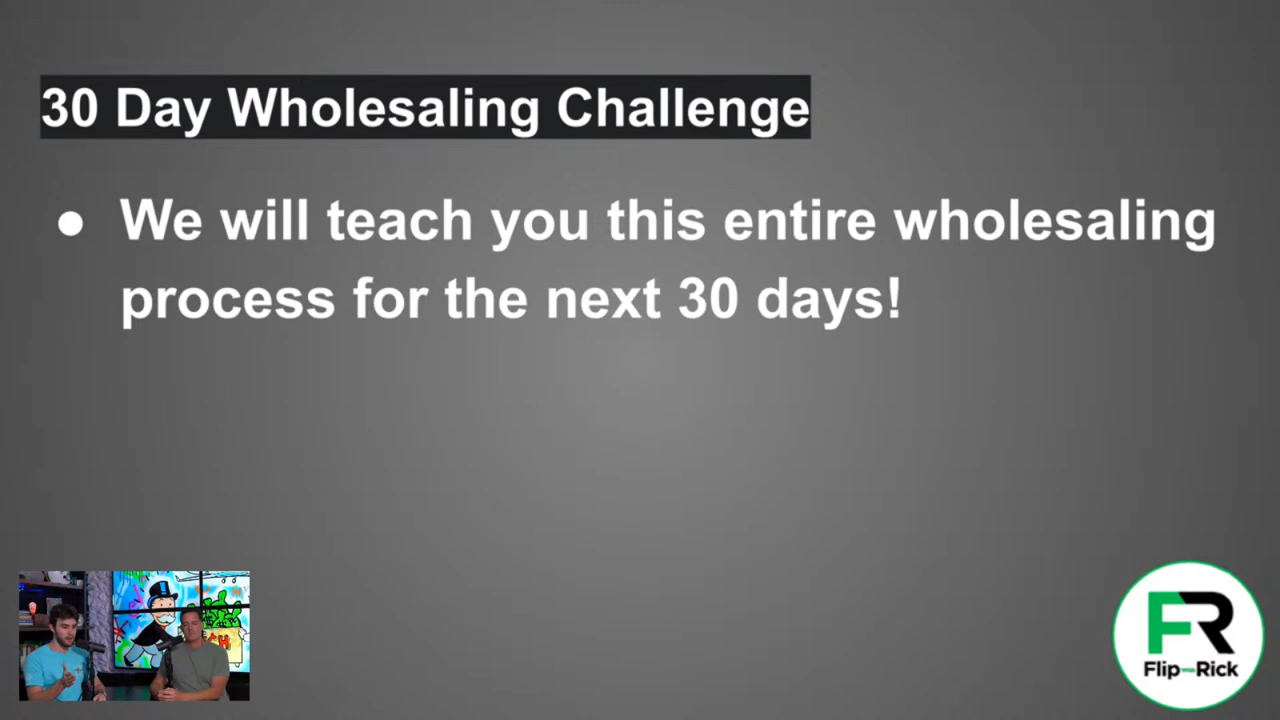 30 Day Wholesaling Challenge
● We will teach you this entire wholesaling
process for the next 30 days!
FR
Flip-Rick